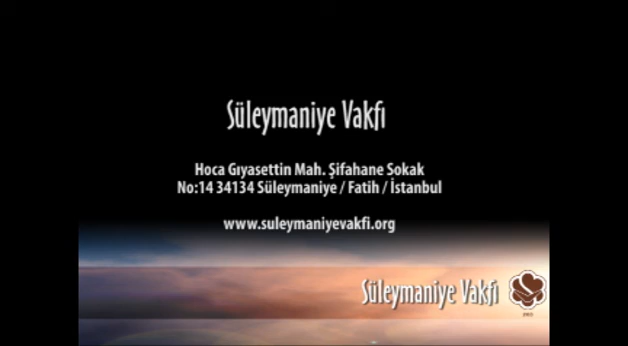 Süleymaniye Vakfı
Hoca Gıyasettin Mah. Şifahane Sokak
No:14 34134 Süleymaniye / Fatih / İstanbul
www.suleymaniyevakfi.org
Süleymaniye Vakfı